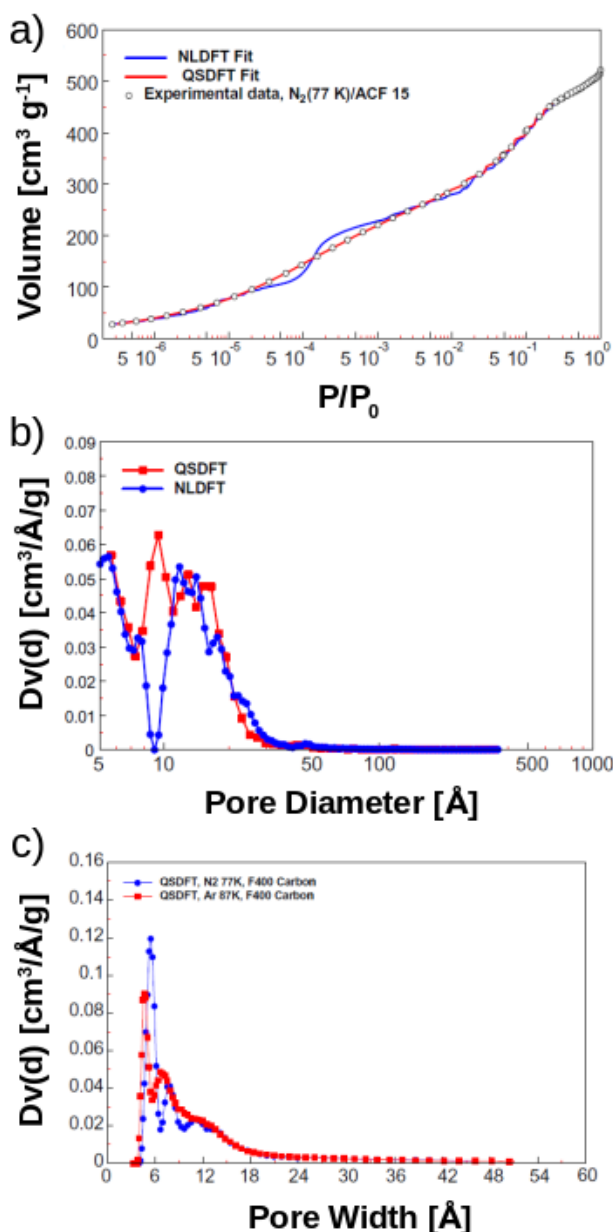 a)
600
500
400
300
200
100
0
NLDFT Fit
QSDFT Fit
Experimental data, N2(77 K)/ACF 15
Volume [cm³ g⁻¹]
5 10⁻⁶ 5 10⁻⁵ 5 10⁻⁴ 5 10⁻³ 5 10⁻² 5 10⁻¹ 5 10⁰
P/P₀
b)
0.09
0.08
0.07
0.06
0.05
0.04
0.03
0.02
0.01
0
QSDFT
NLDFT
Dv(d) [cm³/Å/g]
5 10 50 100 500 1000
Pore Diameter [Å]
c)
0.16
0.14
0.12
0.1
0.08
0.06
0.04
0.02
0
QSDFT, N2 77K, F400 Carbon
QSDFT, Ar 87K, F400 Carbon
Dv(d) [cm³/Å/g]
0 6 12 18 24 30 36 42 48 54 60
Pore Width [Å]